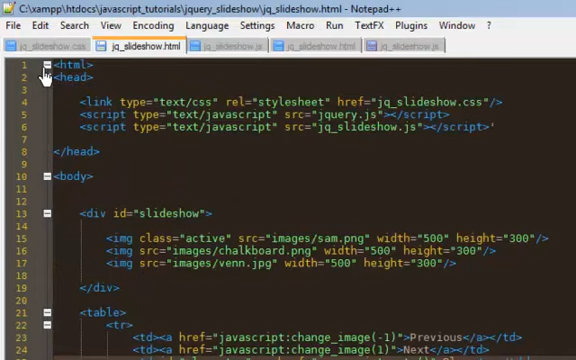 C:\xampp\htdocs\javascript_tutorials\jquery_slideshow\jq_slideshow.html - Notepad++
File Edit Search View Encoding Language Settings Macro Run TextFX Plugins Window ?
jq_slideshow.css jq_slideshow.html jq_slideshow.js jq_slideshow.html jq_slideshow.js
1 <html>
2 <head>
3
4 <link type="text/css" rel="stylesheet" href="jq_slideshow.css"/>
5 <script type="text/javascript" src="jquery.js"></script>
6 <script type="text/javascript" src="jq_slideshow.js"></script>'
7
8 </head>
9
10 <body>
11
12
13 <div id="slideshow">
14
15 <img class="active" src="images/sam.png" width="500" height="300"/>
16 <img src="images/chalkboard.png" width="500" height="300"/>
17 <img src="images/venn.jpg" width="500" height="300"/>
18
19 </div>
20
21 <table>
22 <tr>
23 <td><a href="javascript:change_image(-1)">Previous</a></td>
24 <td><a href="javascript:change_image(1)">Next</a></td>